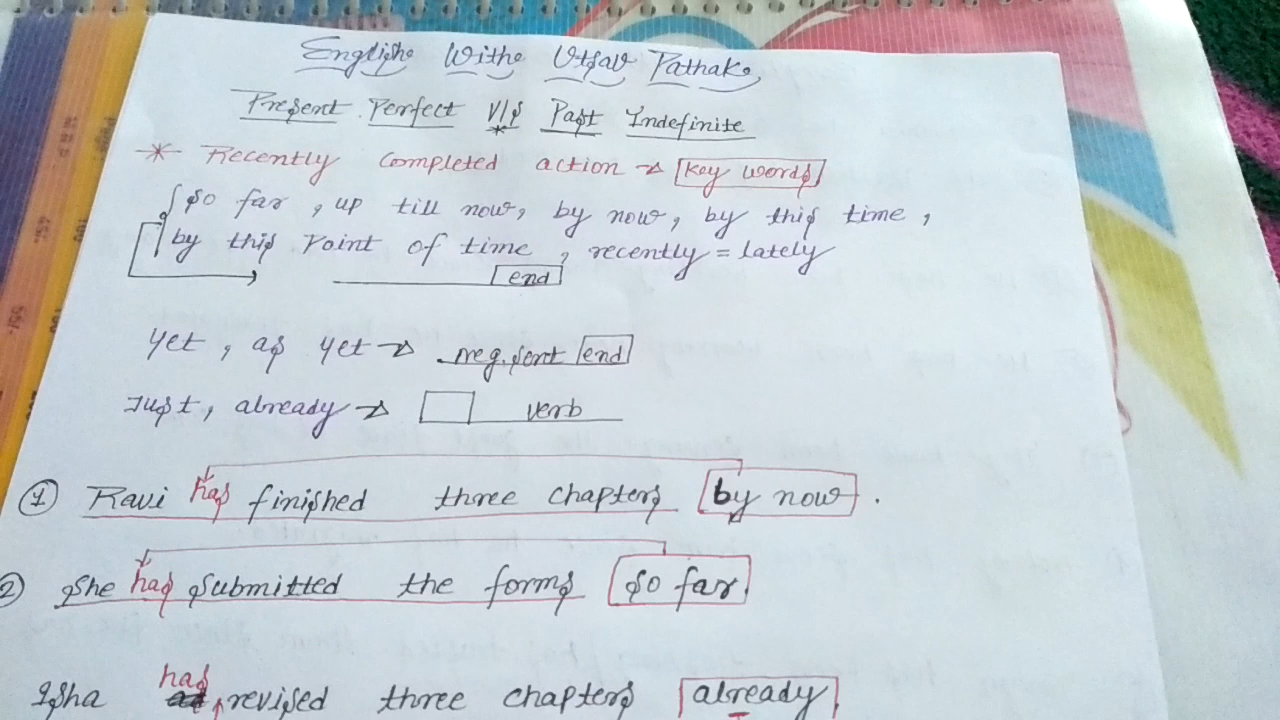 English With Utsav Pathak
Present Perfect V/s Past Indefinite
* Recently completed action → key words
so far, up till now, by now, by this time,
by this point of time, recently = lately
end
yet, as yet → neg. sent end
Just, already → verb
① Ravi has finished three chapters by now.
② She has submitted the forms so far.
Isha has revised three chapters already